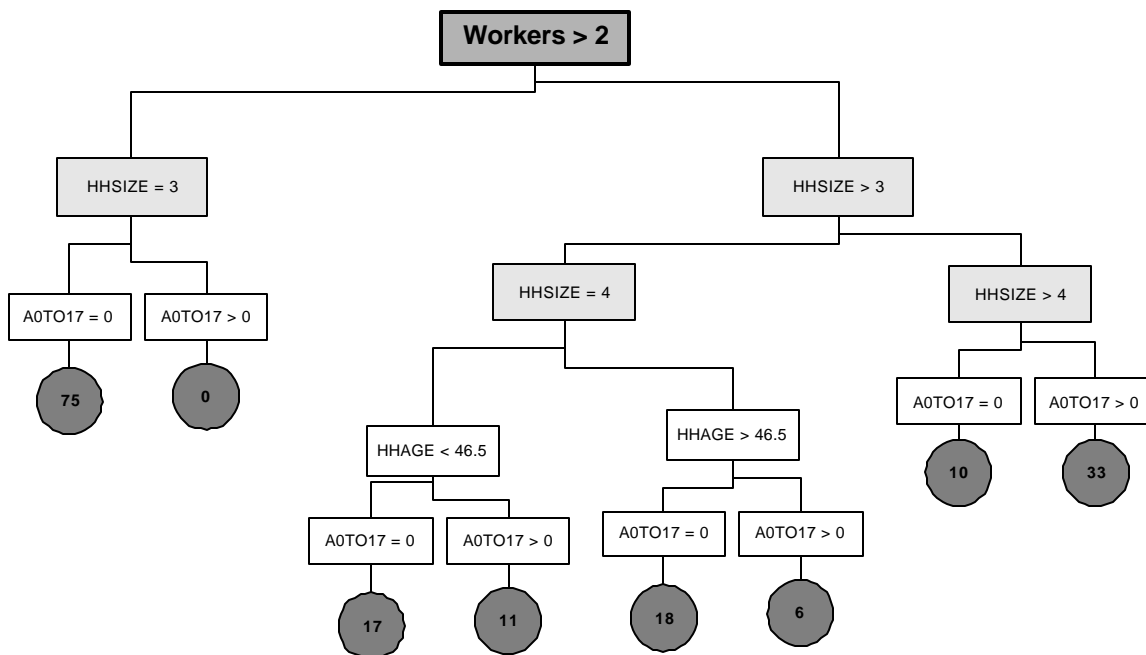 Workers > 2
HHSIZE = 3
HHSIZE > 3
HHSIZE = 4
HHSIZE > 4
A0TO17 = 0
A0TO17 > 0
75
0
A0TO17 = 0
A0TO17 > 0
HHAGE < 46.5
HHAGE > 46.5
10
33
A0TO17 = 0
A0TO17 > 0
A0TO17 = 0
A0TO17 > 0
17
11
18
6